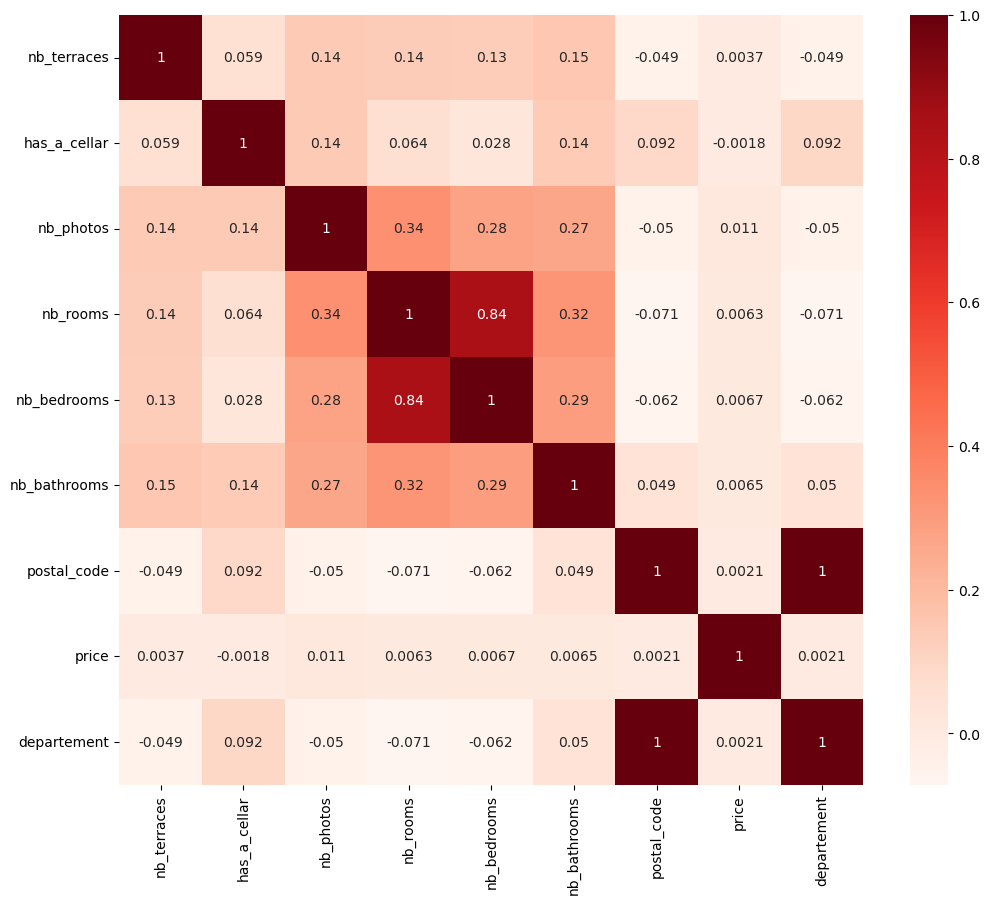 nb_terraces 1 0.059 0.14 0.14 0.13 0.15 -0.049 0.0037 -0.049
has_a_cellar 0.059 1 0.14 0.064 0.028 0.14 0.092 -0.0018 0.092
nb_photos 0.14 0.14 1 0.34 0.28 0.27 -0.05 0.011 -0.05
nb_rooms 0.14 0.064 0.34 1 0.84 0.32 -0.071 0.0063 -0.071
nb_bedrooms 0.13 0.028 0.28 0.84 1 0.29 -0.062 0.0067 -0.062
nb_bathrooms 0.15 0.14 0.27 0.32 0.29 1 0.049 0.0065 0.05
postal_code -0.049 0.092 -0.05 -0.071 -0.062 0.049 1 0.0021 1
price 0.0037 -0.0018 0.011 0.0063 0.0067 0.0065 0.0021 1 0.0021
departement -0.049 0.092 -0.05 -0.071 -0.062 0.05 1 0.0021 1
nb_terraces
has_a_cellar
nb_photos
nb_rooms
nb_bedrooms
nb_bathrooms
postal_code
price
departement
1.0
0.8
0.6
0.4
0.2
0.0